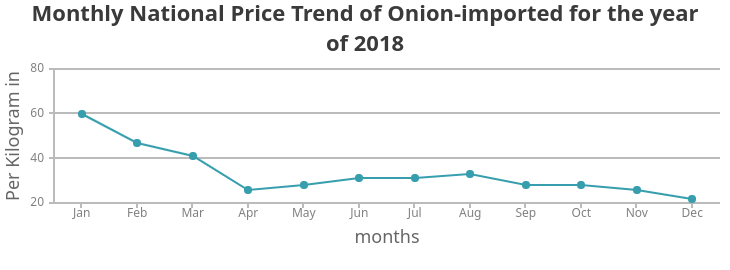 Monthly National Price Trend of Onion-imported for the year
of 2018
Per Kilogram in
80
60
40
20
Jan Feb Mar Apr May Jun Jul Aug Sep Oct Nov Dec
months